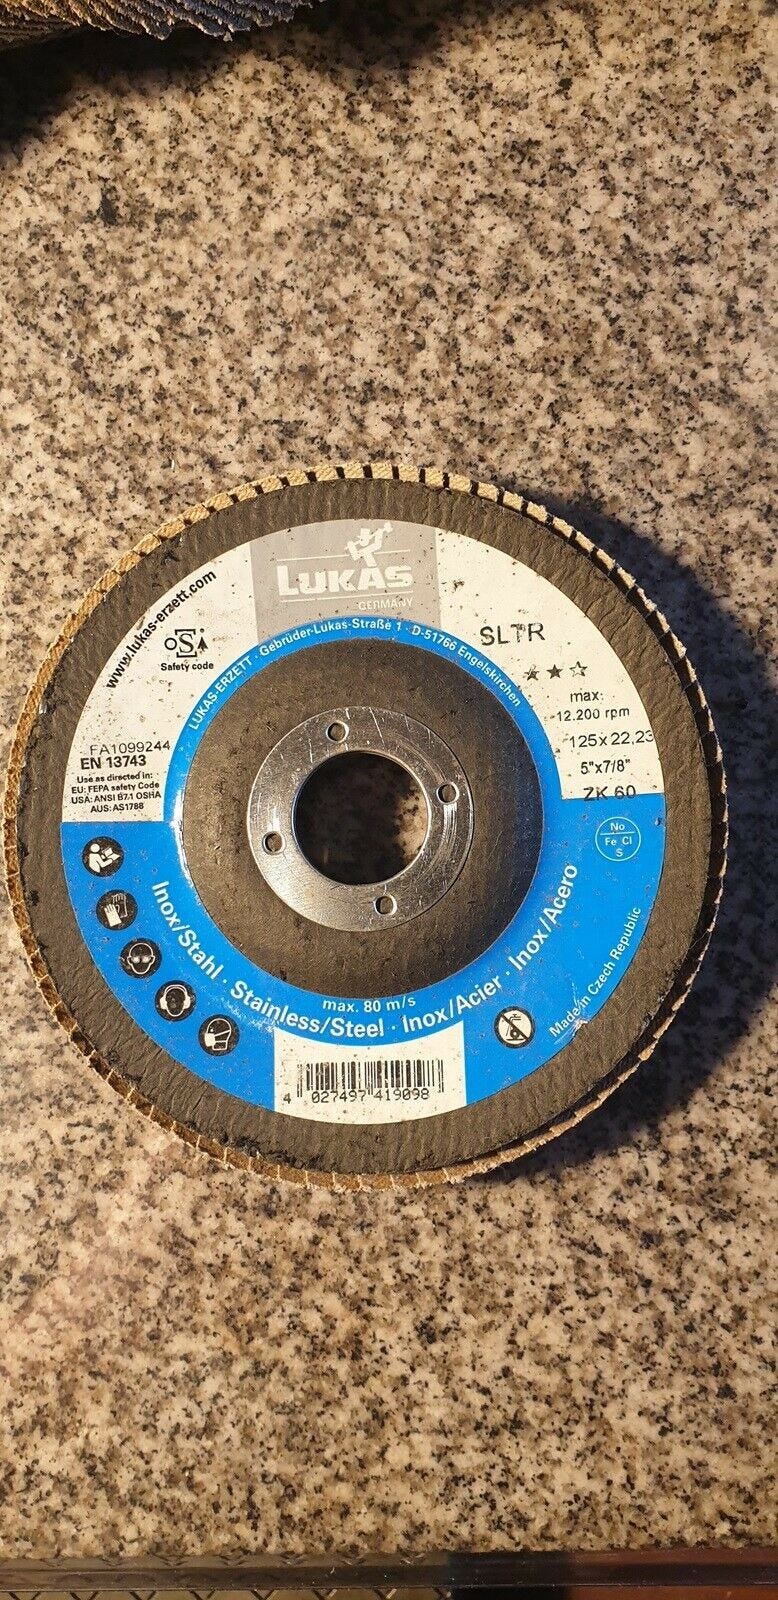 LUKAS
GERMANY
www.lukas-erzett.com
oS
Safety code
LUKAS-ERZETT · Gebrüder-Lukas-Straße 1 · D-51766 Engelskirchen
SLTR
max:
12.200 rpm
125x22,23
5"x7/8"
ZK 60
FA1099244
EN 13743
Use as directed in:
EU: FEPA safety Code
USA: ANSI B7.1 OSHA
AUS: AS1788
No
Fe Cl
S
Inox/Stahl · Stainless/Steel · Inox/Acier · Inox/Acero
max. 80 m/s
Made in Czech Republic
4 027497 419098